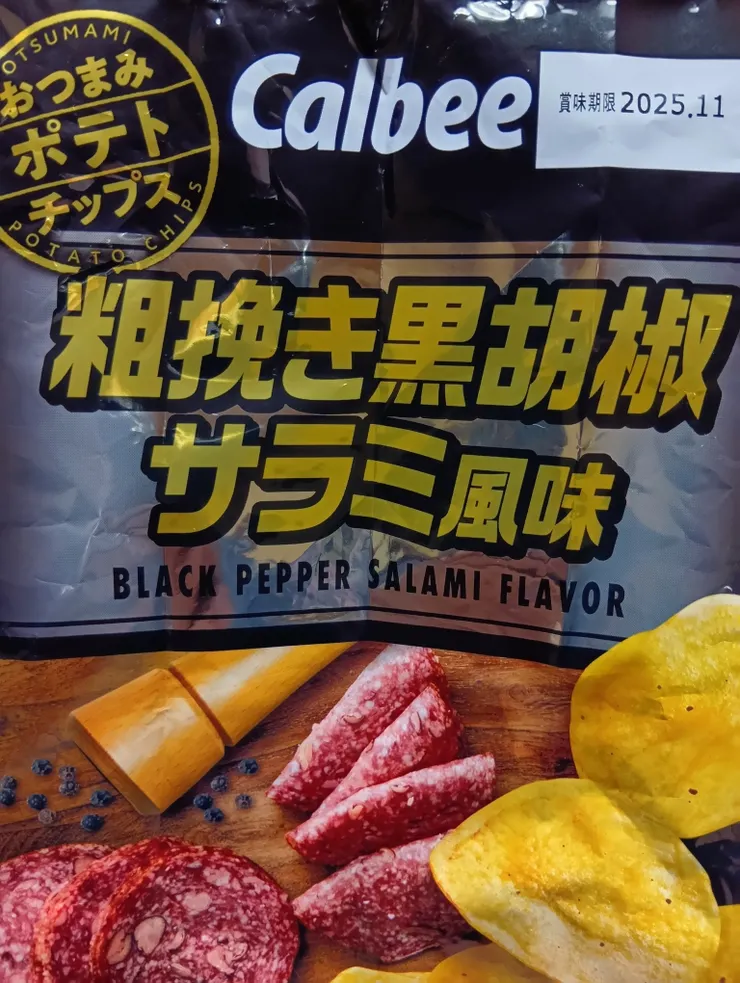 OTSUMAMI
おつまみ
ポテト
チップス
POTATO CHIPS
Calbee
賞味期限 2025.11
粗挽き黒胡椒
サラミ風味
BLACK PEPPER SALAMI FLAVOR